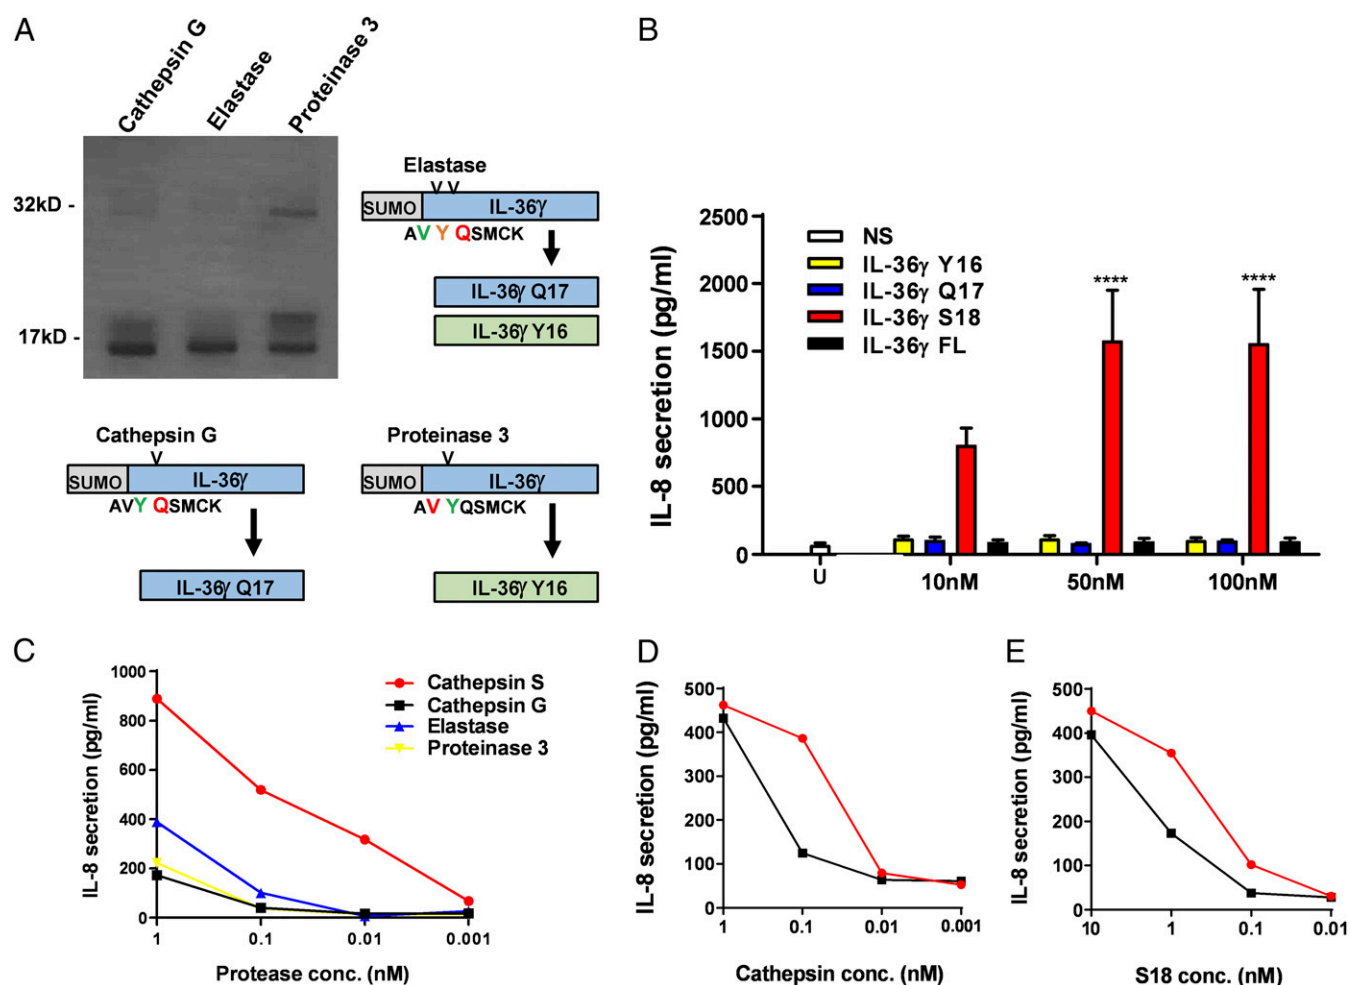 A
Cathepsin G
Elastase
Proteinase 3
32kD -
17kD -
Elastase
V V
SUMO
IL-36γ
AVYQSMCK
IL-36γ Q17
IL-36γ Y16
Cathepsin G
V
SUMO
IL-36γ
AVYQSMCK
IL-36γ Q17
Proteinase 3
V
SUMO
IL-36γ
AVYQSMCK
IL-36γ Y16
B
IL-8 secretion (pg/ml)
2500
2000
1500
1000
500
0
NS
IL-36γ Y16
IL-36γ Q17
IL-36γ S18
IL-36γ FL
****
****
U
10nM
50nM
100nM
C
IL-8 secretion (pg/ml)
1000
800
600
400
200
0
Cathepsin S
Cathepsin G
Elastase
Proteinase 3
1
0.1
0.01
0.001
Protease conc. (nM)
D
IL-8 secretion (pg/ml)
500
400
300
200
100
0
1
0.1
0.01
0.001
Cathepsin conc. (nM)
E
IL-8 secretion (pg/ml)
500
400
300
200
100
0
10
1
0.1
0.01
S18 conc. (nM)